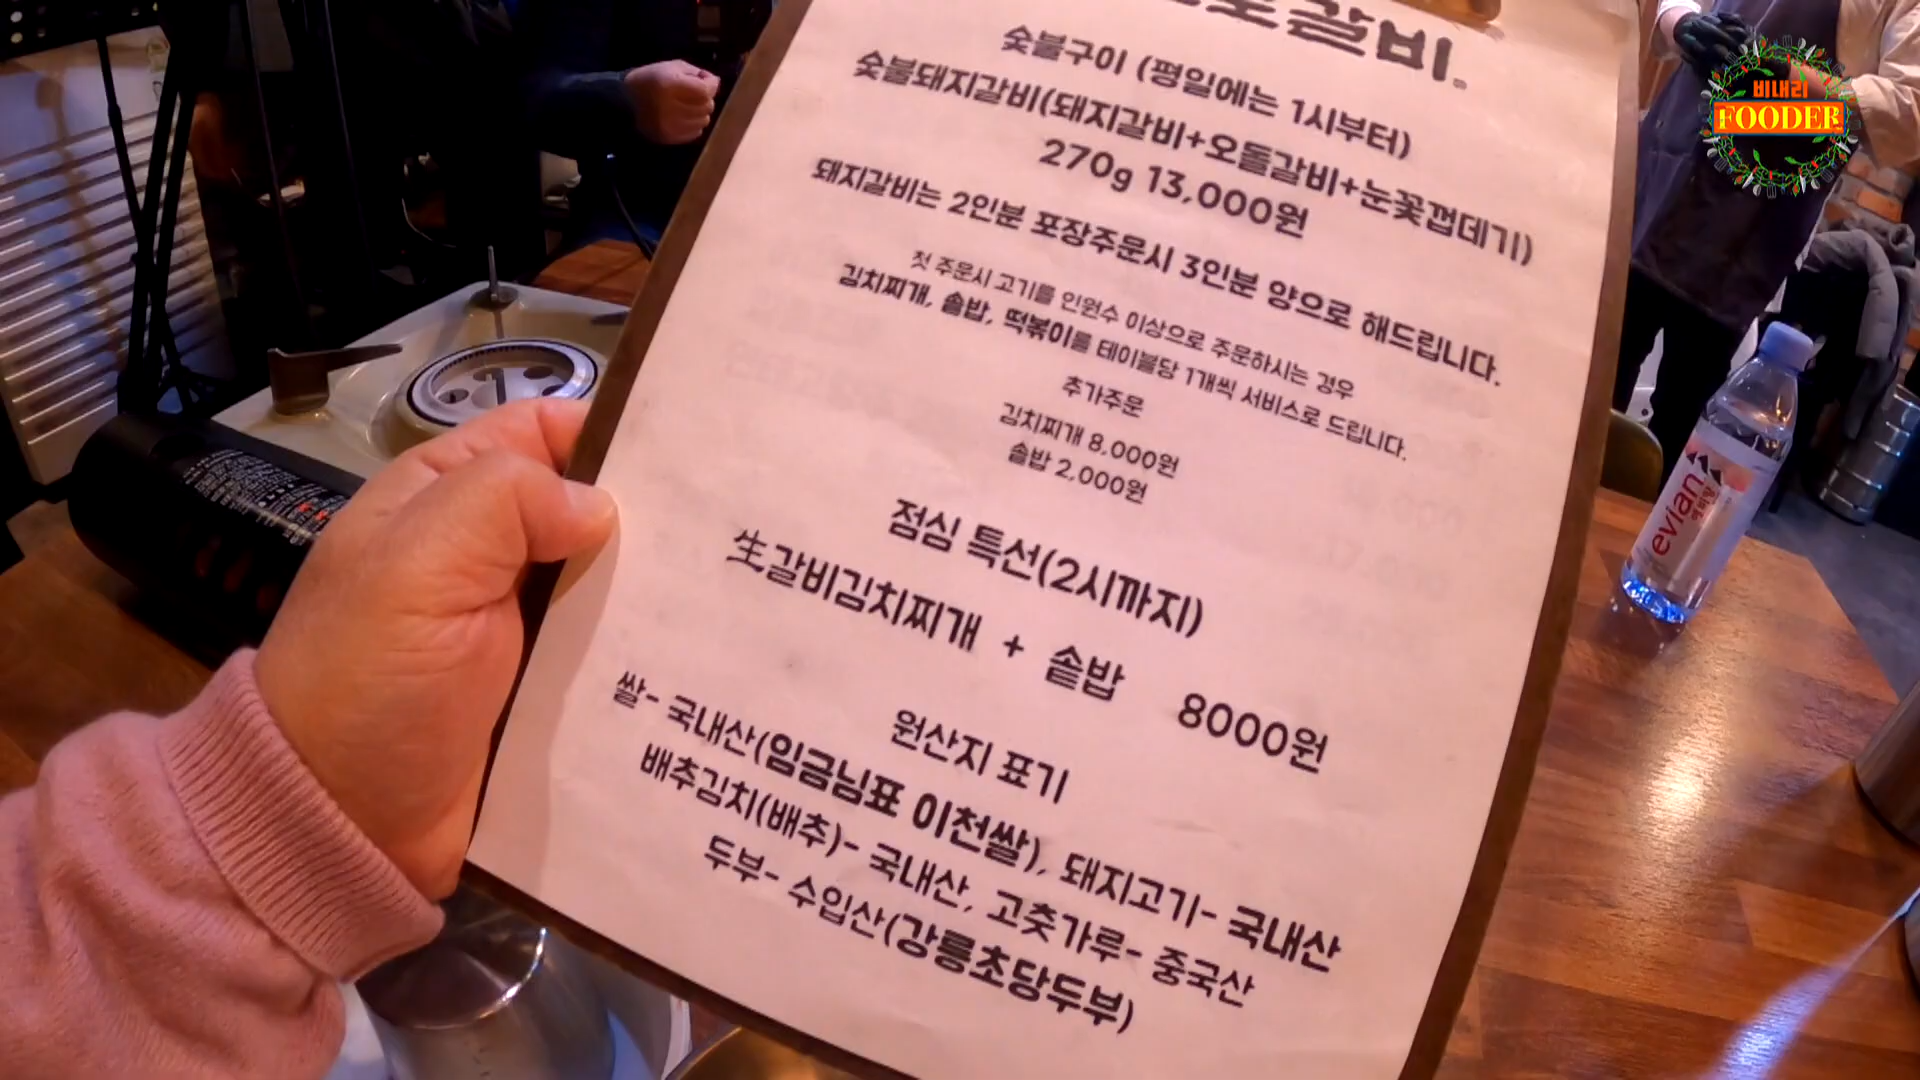 갈비.
숯불구이 (평일에는 1시부터)
숯불돼지갈비(돼지갈비+오돌갈비+눈꽃껍데기)
270g 13,000원
돼지갈비는 2인분 포장주문시 3인분 양으로 해드립니다.
첫 주문시 고기를 인원수 이상으로 주문하시는 경우
김치찌개, 솥밥, 떡볶이를 테이블당 1개씩 서비스로 드립니다.
추가주문
김치찌개 8,000원
솥밥 2,000원
점심 특선(2시까지)
生갈비김치찌개 + 솥밥 8000원
원산지 표기
쌀- 국내산(임금님표 이천쌀), 돼지고기- 국내산
배추김치(배추)- 국내산, 고춧가루- 중국산
두부- 수입산(강릉초당두부)
비내리
FOODER
evian
에비앙